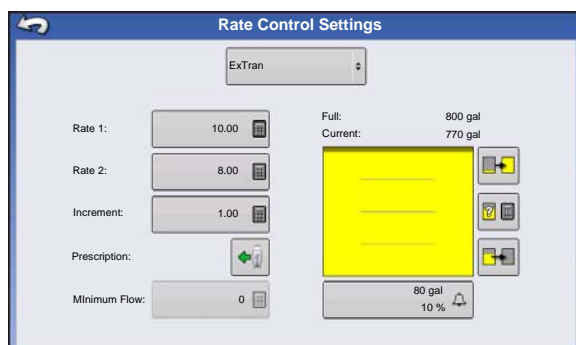 Rate Control Settings
ExTran
Rate 1: 10.00
Rate 2: 8.00
Increment: 1.00
Prescription:
MInimum Flow: 0
Full: 800 gal
Current: 770 gal
?
80 gal
10 %